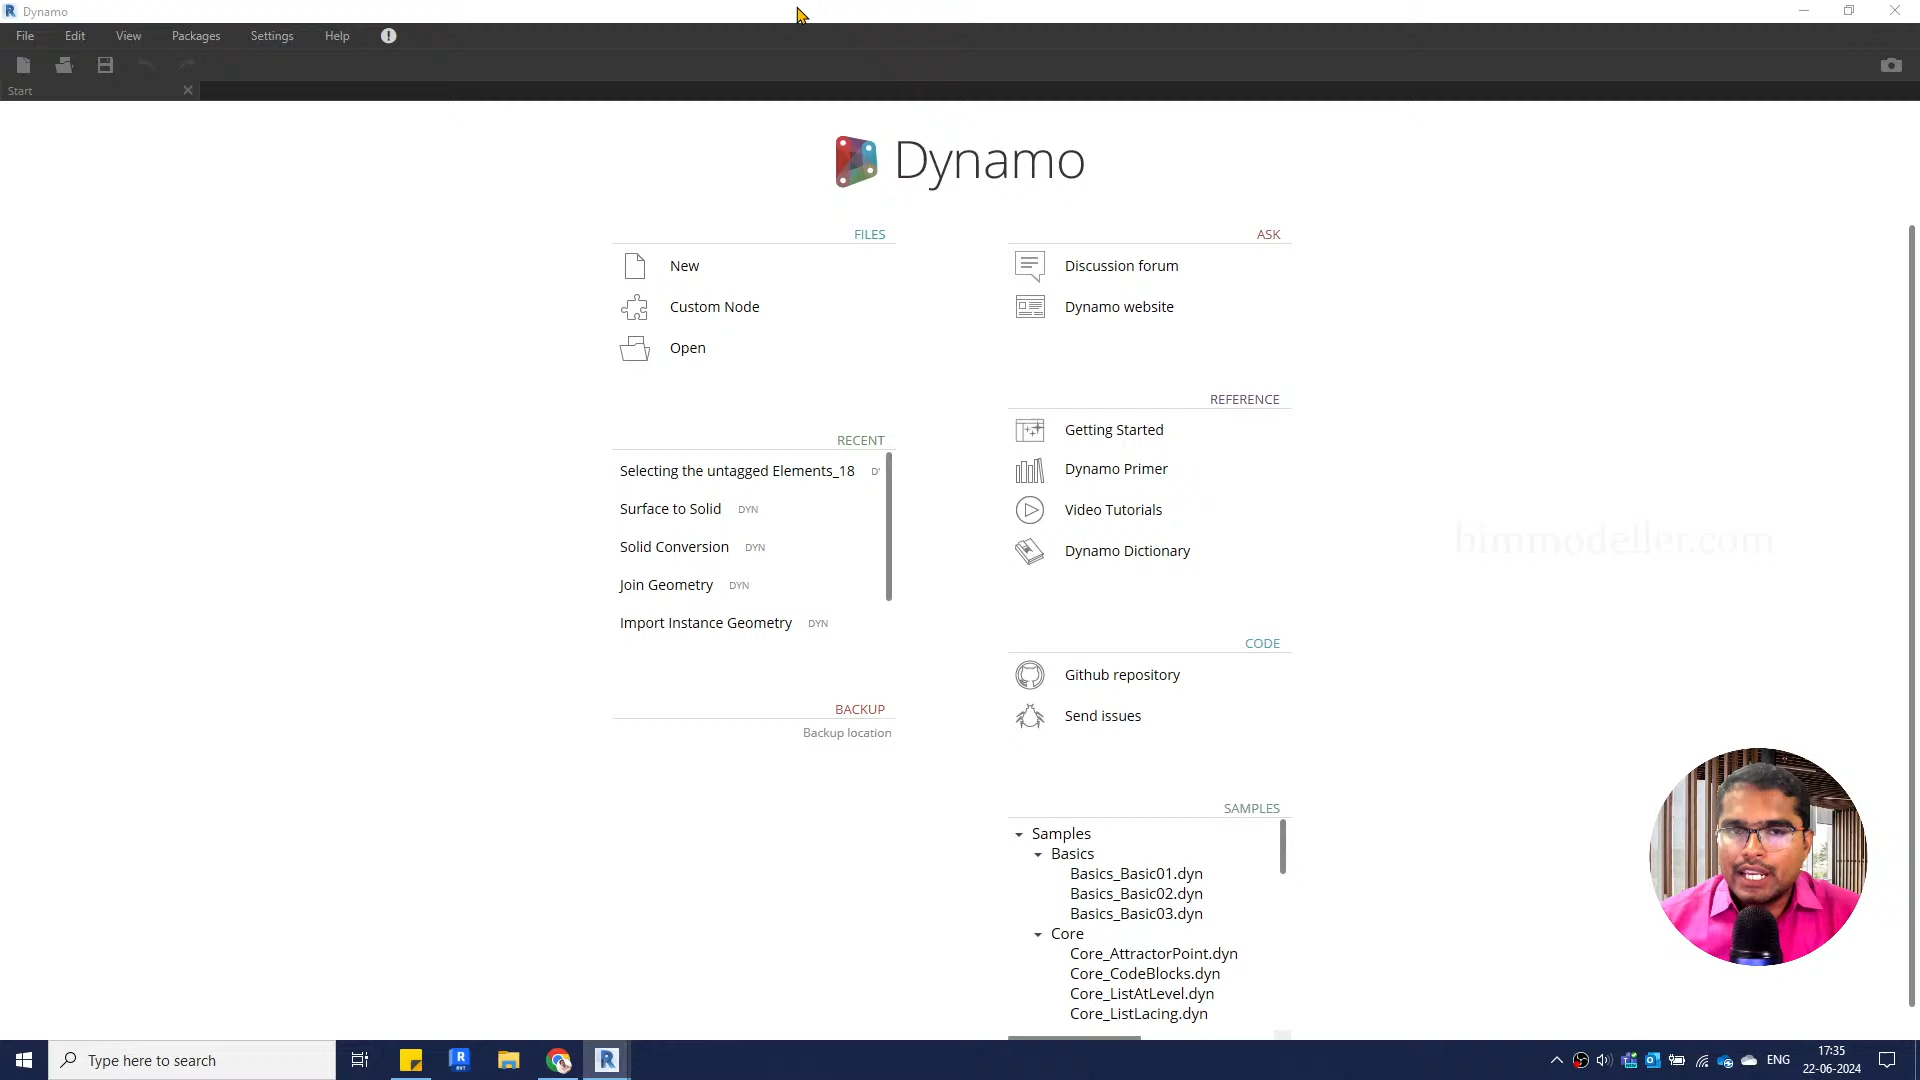 Dynamo
File Edit View Packages Settings Help
Start
Dynamo
FILES
New
Custom Node
Open
RECENT
Selecting the untagged Elements_18
Surface to Solid DYN
Solid Conversion DYN
Join Geometry DYN
Import Instance Geometry DYN
BACKUP
Backup location
ASK
Discussion forum
Dynamo website
REFERENCE
Getting Started
Dynamo Primer
Video Tutorials
Dynamo Dictionary
CODE
Github repository
Send issues
SAMPLES
Samples
Basics
Basics_Basic01.dyn
Basics_Basic02.dyn
Basics_Basic03.dyn
Core
Core_AttractorPoint.dyn
Core_CodeBlocks.dyn
Core_ListAtLevel.dyn
Core_ListLacing.dyn
bimmodeller.com
Type here to search
ENG
17:35
22-06-2024